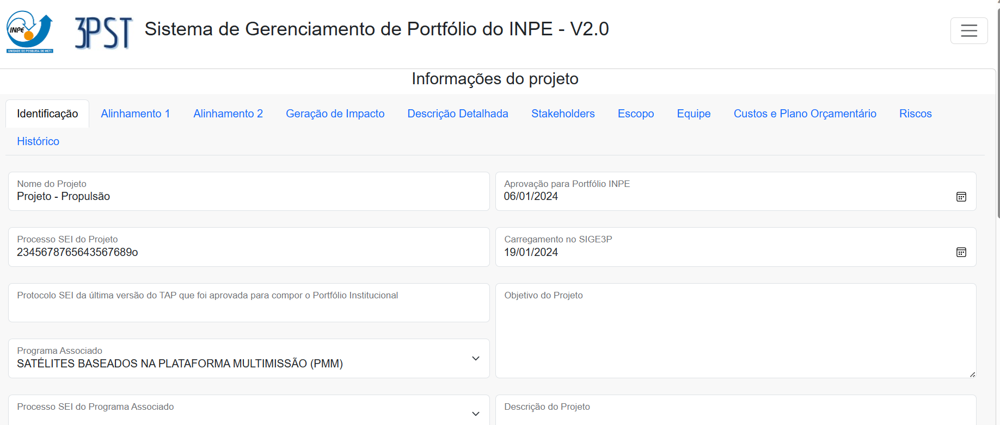 INPE
UNIDADE DE PESQUISA DO MCTI
3PST
Sistema de Gerenciamento de Portfólio do INPE - V2.0
Informações do projeto
Identificação Alinhamento 1 Alinhamento 2 Geração de Impacto Descrição Detalhada Stakeholders Escopo Equipe Custos e Plano Orçamentário Riscos
Histórico
Nome do Projeto
Projeto - Propulsão
Aprovação para Portfólio INPE
06/01/2024
Processo SEI do Projeto
2345678765643567689o
Carregamento no SIGE3P
19/01/2024
Protocolo SEI da última versão do TAP que foi aprovada para compor o Portfólio Institucional
Objetivo do Projeto
Programa Associado
SATÉLITES BASEADOS NA PLATAFORMA MULTIMISSÃO (PMM)
Processo SEI do Programa Associado
Descrição do Projeto